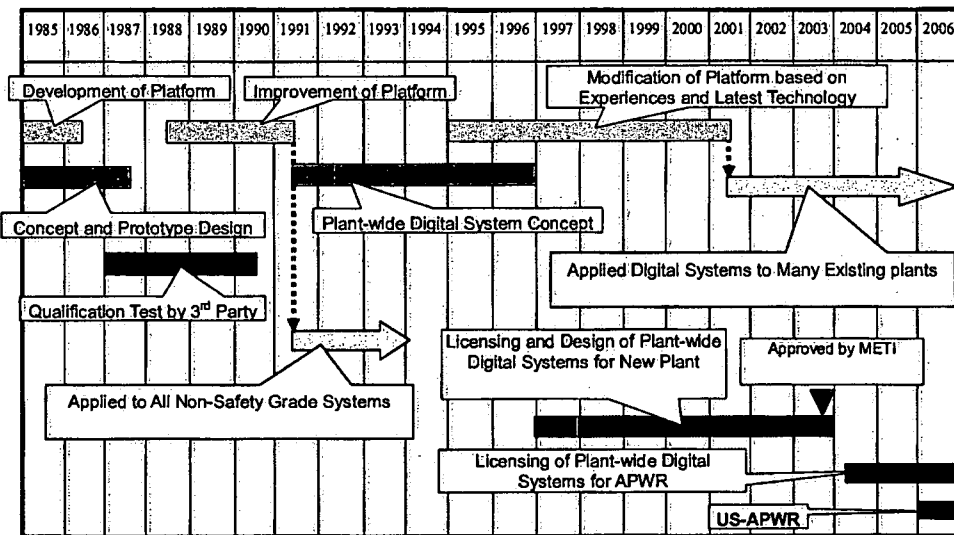 1985 1986 1987 1988 1989 1990 1991 1992 1993 1994 1995 1996 1997 1998 1999 2000 2001 2002 2003 2004 2005 2006
Development of Platform
Improvement of Platform
Modification of Platform based on
Experiences and Latest Technology
Concept and Prototype Design
Plant-wide Digital System Concept
Applied Digital Systems to Many Existing plants
Qualification Test by 3rd Party
Applied to All Non-Safety Grade Systems
Licensing and Design of Plant-wide
Digital Systems for New Plant
Approved by METI
Licensing of Plant-wide Digital
Systems for APWR
US-APWR